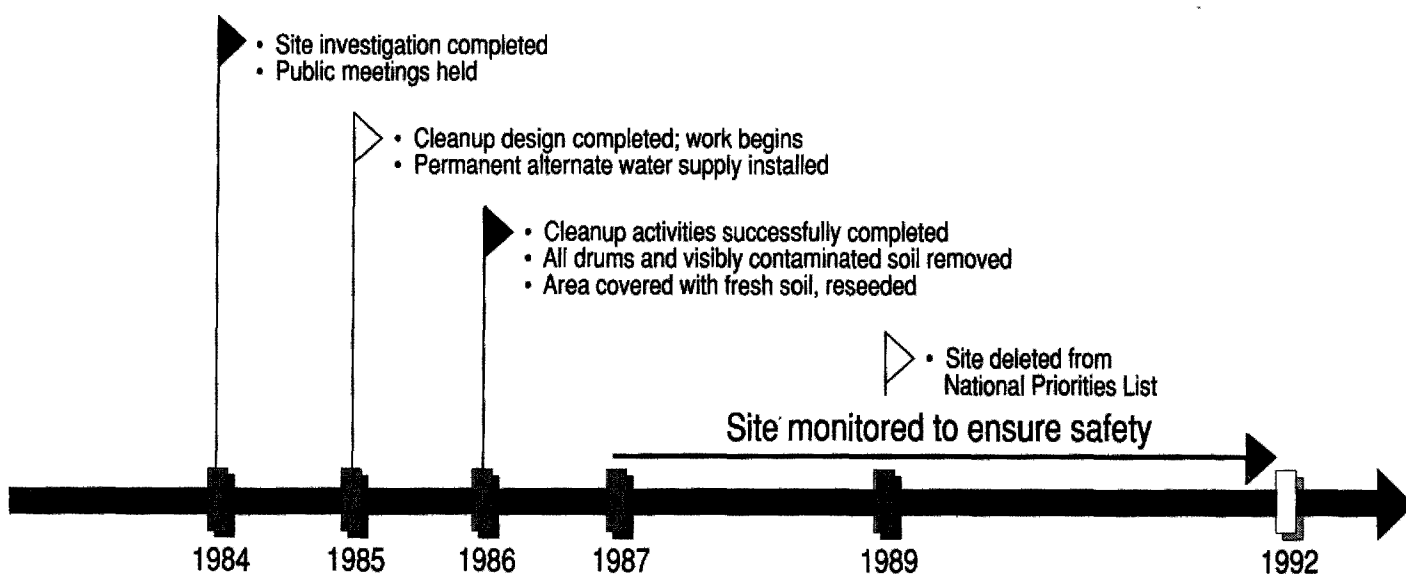 • Site investigation completed
• Public meetings held
• Cleanup design completed; work begins
• Permanent alternate water supply installed
• Cleanup activities successfully completed
• All drums and visibly contaminated soil removed
• Area covered with fresh soil, reseeded
• Site deleted from
National Priorities List
Site monitored to ensure safety
1984 1985 1986 1987 1989 1992